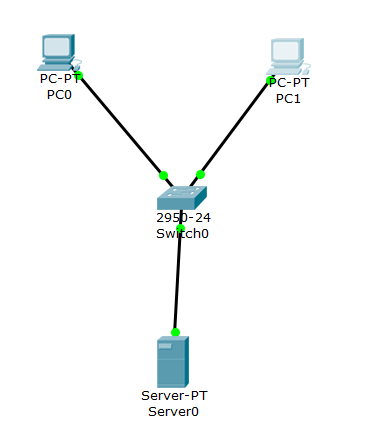 PC-PT
PC0
PC-PT
PC1
2950-24
Switch0
Server-PT
Server0